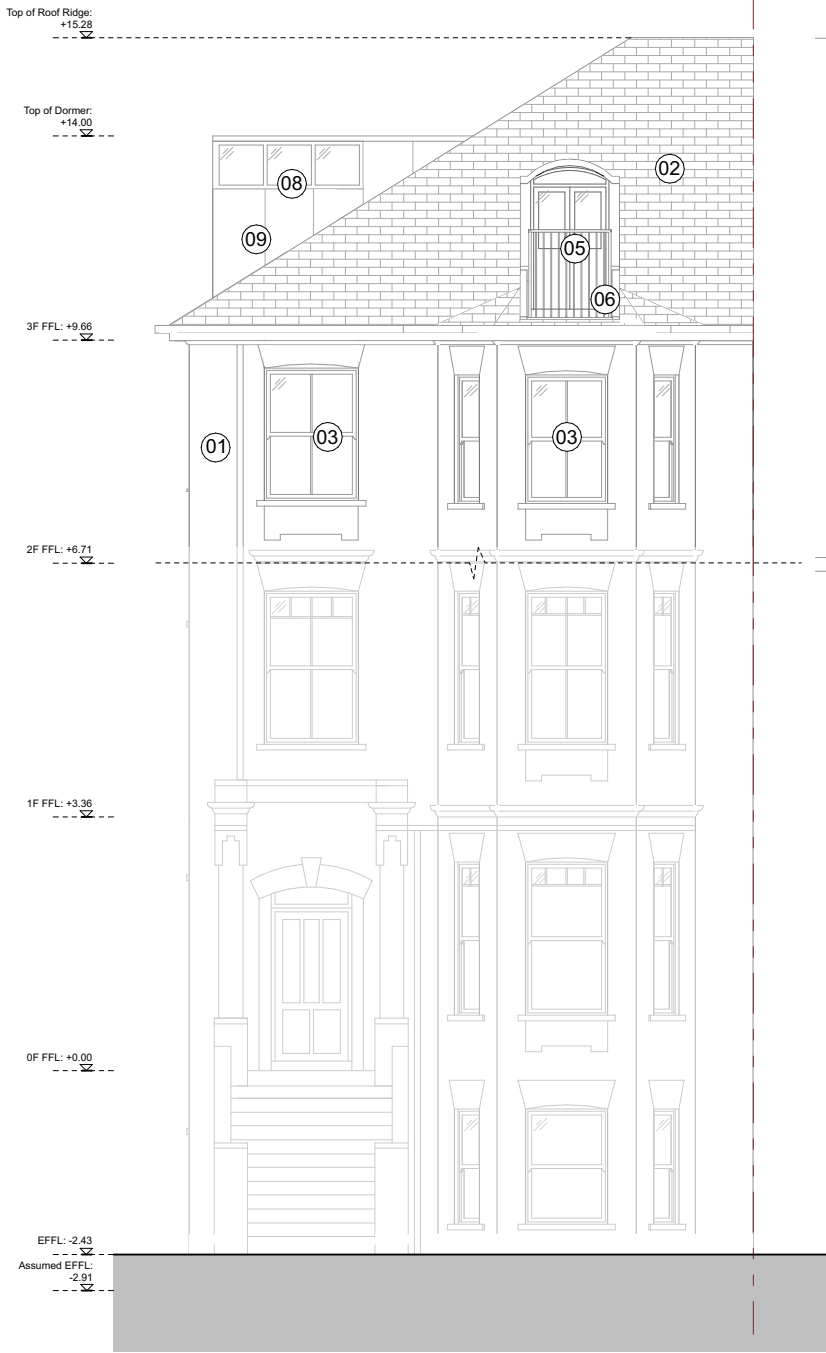 Top of Roof Ridge:
+15.28
Top of Dormer:
+14.00
02
08
09
05
06
3F FFL: +9.66
01
03
03
2F FFL: +6.71
1F FFL: +3.36
0F FFL: +0.00
EFFL: -2.43
Assumed EFFL:
-2.91